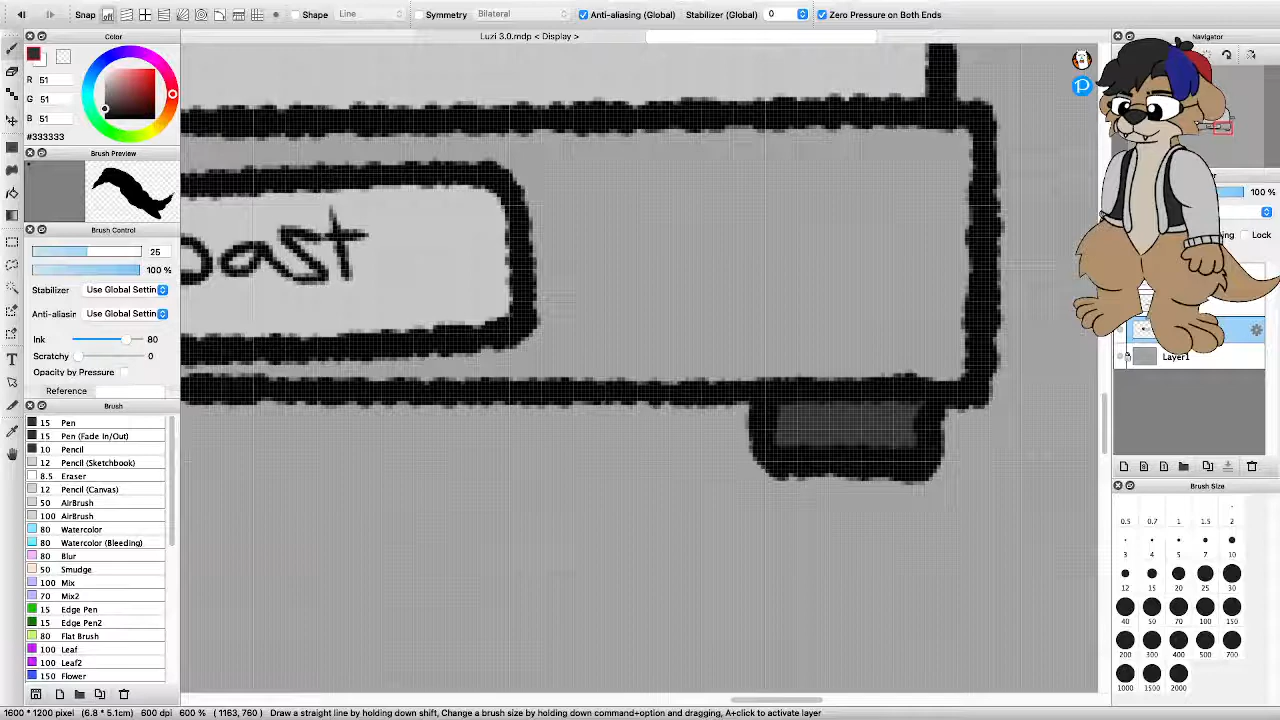 Snap Shape Line Symmetry Bilateral Anti-aliasing (Global) Stabilizer (Global) 0 Zero Pressure on Both Ends
Color
Luzi 3.0.mdp < Display >
Navigator
R 51
G 51
B 51
#333333
Brush Preview
100 %
Brush Control
Lock
25
100 %
Stabilizer Use Global Settin
Anti-aliasin Use Global Settin
Ink 80
Scratchy 0
Opacity by Pressure
Reference
oast
Layer1
Brush
15 Pen
15 Pen (Fade In/Out)
10 Pencil
12 Pencil (Sketchbook)
8.5 Eraser
12 Pencil (Canvas)
50 AirBrush
100 AirBrush
80 Watercolor
80 Watercolor (Bleeding)
80 Blur
50 Smudge
100 Mix
70 Mix2
15 Edge Pen
15 Edge Pen2
80 Flat Brush
100 Leaf
100 Leaf2
150 Flower
Brush Size
0.5 0.7 1 1.5 2
3 4 5 7 10
12 15 20 25 30
40 50 70 100 150
200 300 400 500 700
1000 1500 2000
1600 * 1200 pixel (6.8 * 5.1cm) 600 dpi 600 % (1163, 760) Draw a straight line by holding down shift, Change a brush size by holding down command+option and dragging, A+click to activate layer